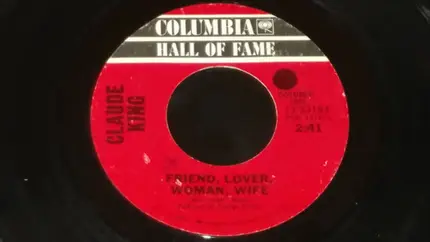 COLUMBIA
HALL OF FAME
CLAUDE
KING
2:41
FRIEND, LOVER,
WOMAN, WIFE